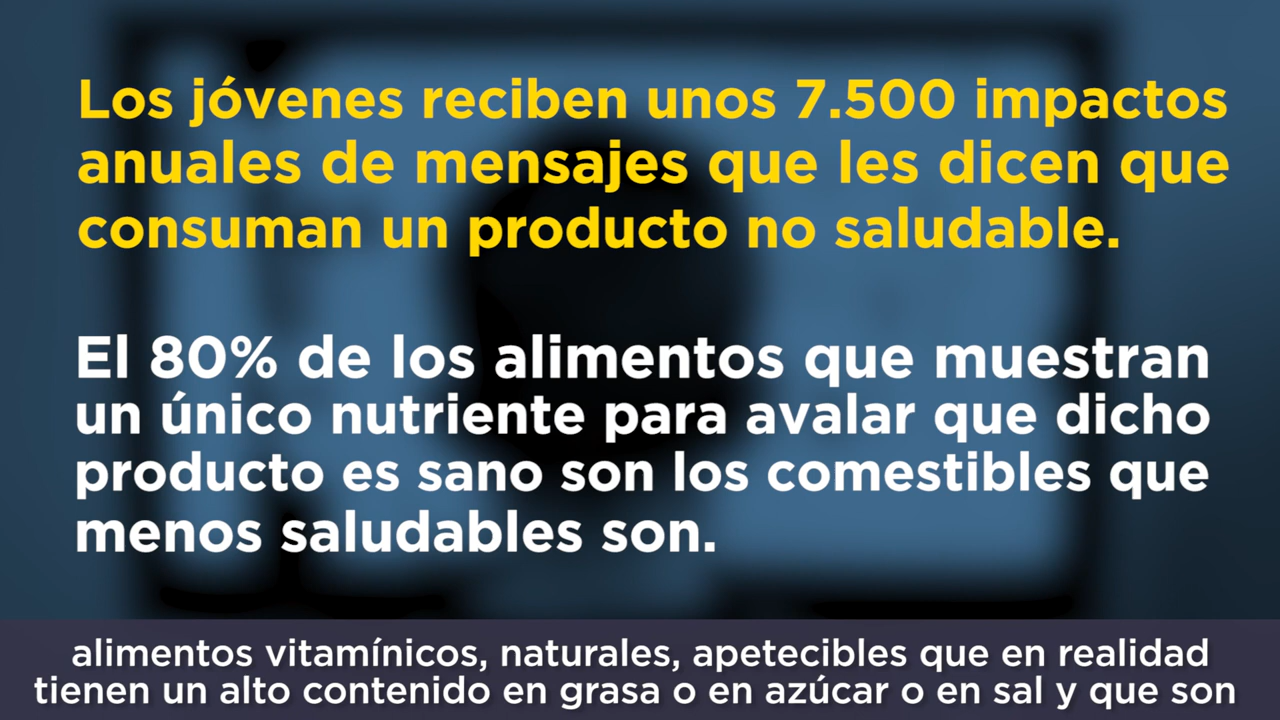 Los jóvenes reciben unos 7.500 impactos
anuales de mensajes que les dicen que
consuman un producto no saludable.
El 80% de los alimentos que muestran
un único nutriente para avalar que dicho
producto es sano son los comestibles que
menos saludables son.
alimentos vitamínicos, naturales, apetecibles que en realidad
tienen un alto contenido en grasa o en azúcar o en sal y que son